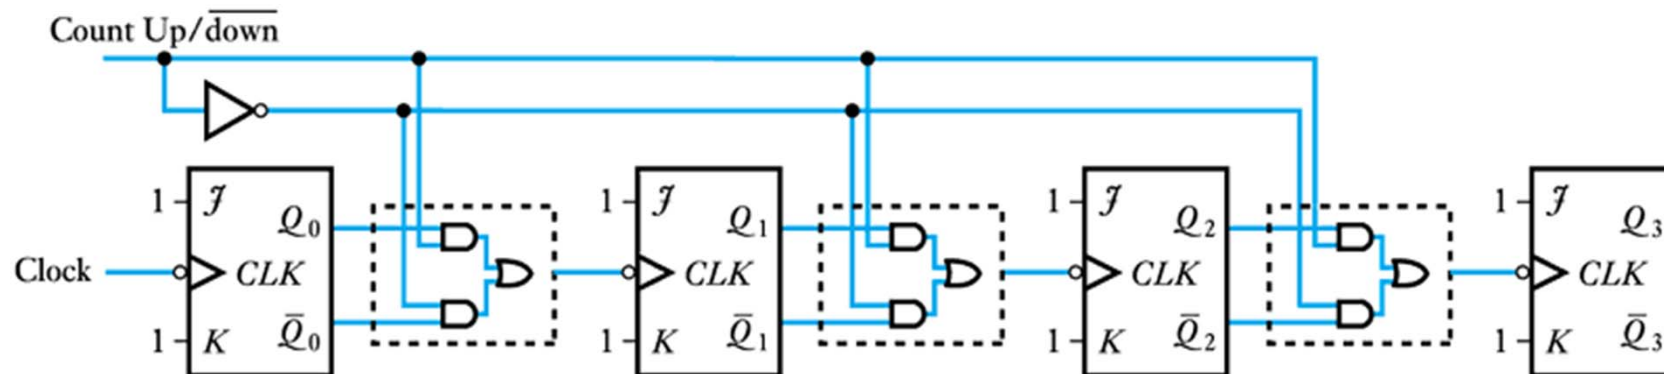 Count Up/d̅o̅w̅n̅
1 J Q₀ 1 J Q₁ 1 J Q₂ 1 J Q₃
Clock CLK CLK CLK CLK
1 K Q̅₀ 1 K Q̅₁ 1 K Q̅₂ 1 K Q̅₃